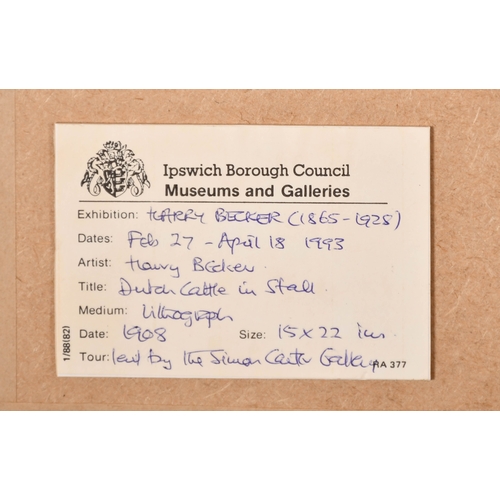 Ipswich Borough Council
Museums and Galleries
Exhibition: HARRY BECKER (1865-1928)
Dates: Feb 27 - April 18 1993
Artist: Harry Becker.
Title: Dutch Cattle in Stall.
Medium: Lithograph
Date: 1908 Size: 15 x 22 ins.
Tour: lent by The Simon Carter Gallery AA 377
1/88(82)